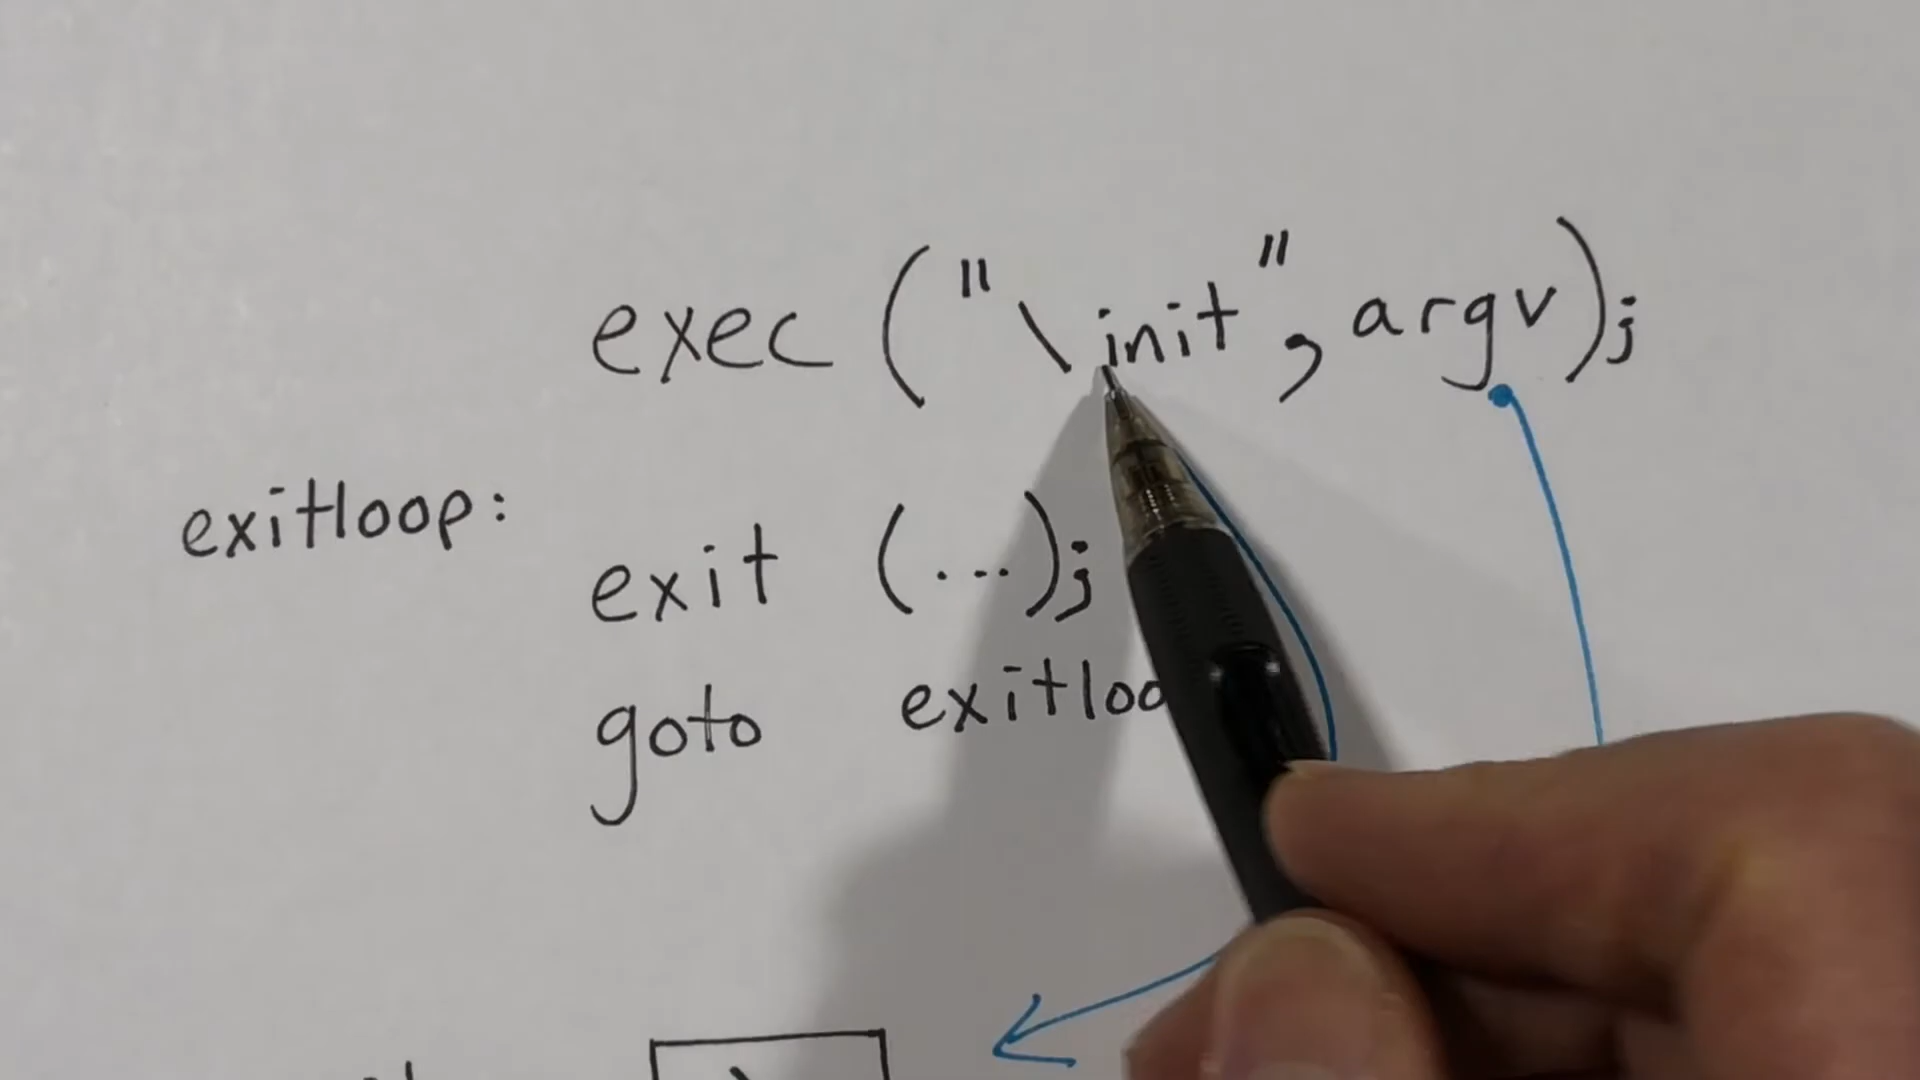 exec ("\init", argv);
exitloop:
exit (...);
goto